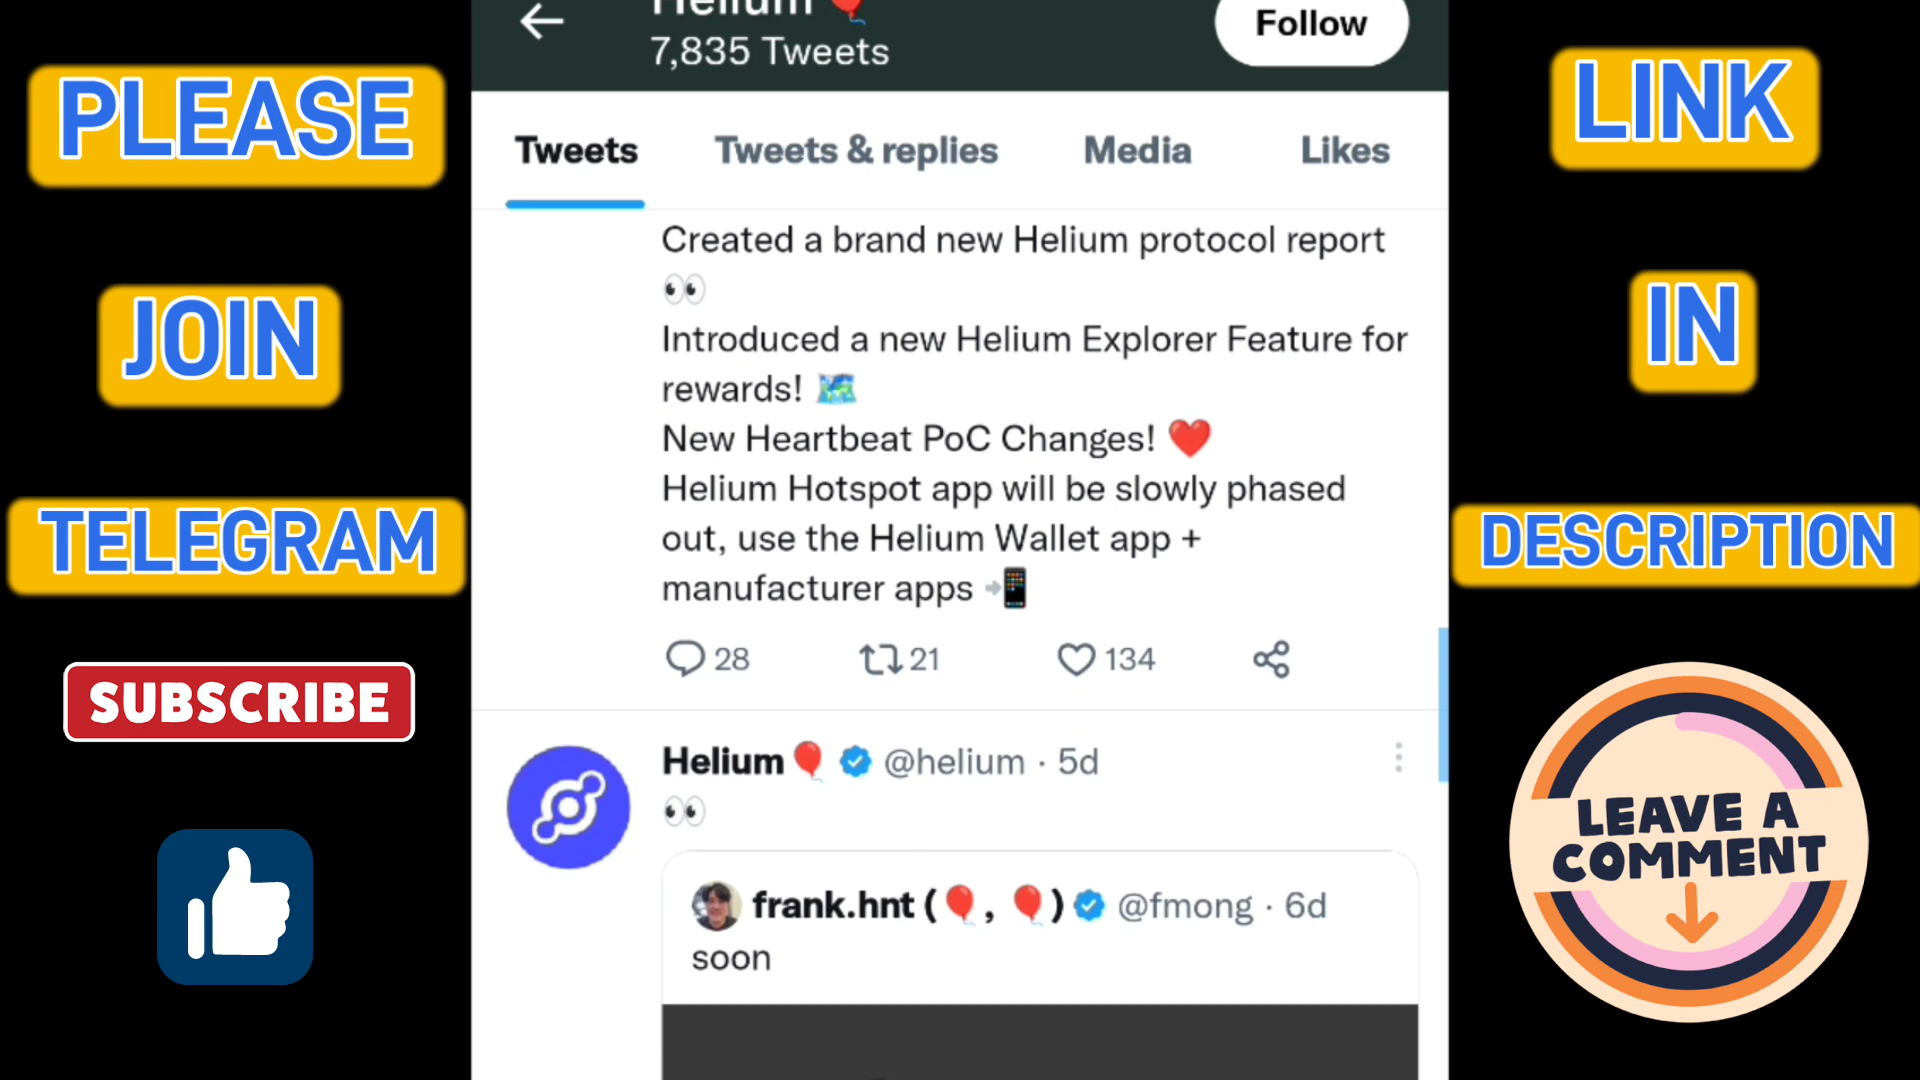 PLEASE
JOIN
TELEGRAM
SUBSCRIBE
Helium 🎈
7,835 Tweets
Follow
Tweets
Tweets & replies
Media
Likes
Created a brand new Helium protocol report
👀
Introduced a new Helium Explorer Feature for
rewards! 🗺️
New Heartbeat PoC Changes! ❤️
Helium Hotspot app will be slowly phased
out, use the Helium Wallet app +
manufacturer apps 📲
28
21
134
Helium🎈 @helium · 5d
👀
frank.hnt (🎈, 🎈) @fmong · 6d
soon
LINK
IN
DESCRIPTION
LEAVE A
COMMENT